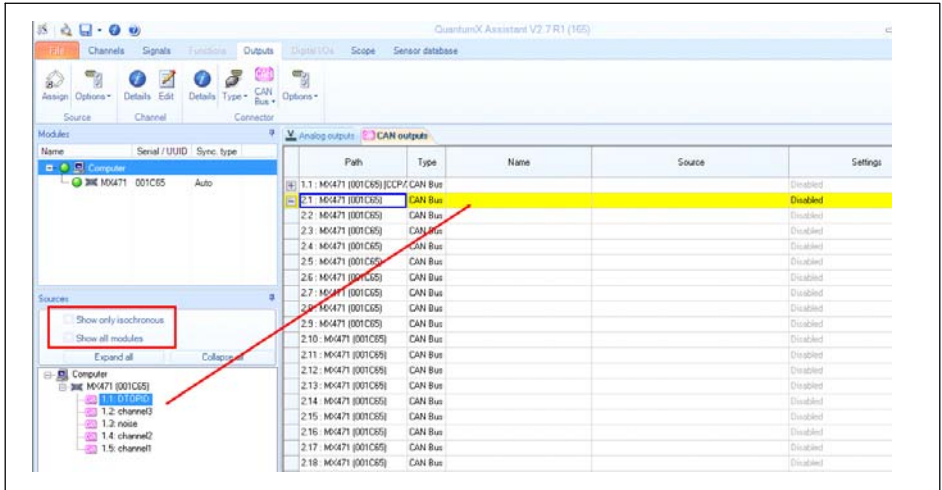 QuantumX Assistant V2.7 R1 (165)
File Channels Signals Functions Outputs Digital I/Os Scope Sensor database
Assign Options Details Edit Details Type CAN Bus Options
Source Channel Connector
Modules
Name Serial / UUID Sync. type
Computer
MX471 001C65 Auto
Sources
Show only isochronous
Show all modules
Expand all Collapse all
Computer
MX471 (001C65)
1.1: DTOPID
1.2: channel3
1.2: noise
1.4: channel2
1.5: channel1
Analog outputs CAN outputs
Path Type Name Source Settings
1.1 : MX471 (001C65) [CCP/ CAN Bus Disabled
2.1 : MX471 (001C65) CAN Bus Disabled
2.2 : MX471 (001C65) CAN Bus Disabled
2.3 : MX471 (001C65) CAN Bus Disabled
2.4 : MX471 (001C65) CAN Bus Disabled
2.5 : MX471 (001C65) CAN Bus Disabled
2.6 : MX471 (001C65) CAN Bus Disabled
2.7 : MX471 (001C65) CAN Bus Disabled
2.8 : MX471 (001C65) CAN Bus Disabled
2.9 : MX471 (001C65) CAN Bus Disabled
2.10 : MX471 (001C65) CAN Bus Disabled
2.11 : MX471 (001C65) CAN Bus Disabled
2.12 : MX471 (001C65) CAN Bus Disabled
2.13 : MX471 (001C65) CAN Bus Disabled
2.14 : MX471 (001C65) CAN Bus Disabled
2.15 : MX471 (001C65) CAN Bus Disabled
2.16 : MX471 (001C65) CAN Bus Disabled
2.17 : MX471 (001C65) CAN Bus Disabled
2.18 : MX471 (001C65) CAN Bus Disabled